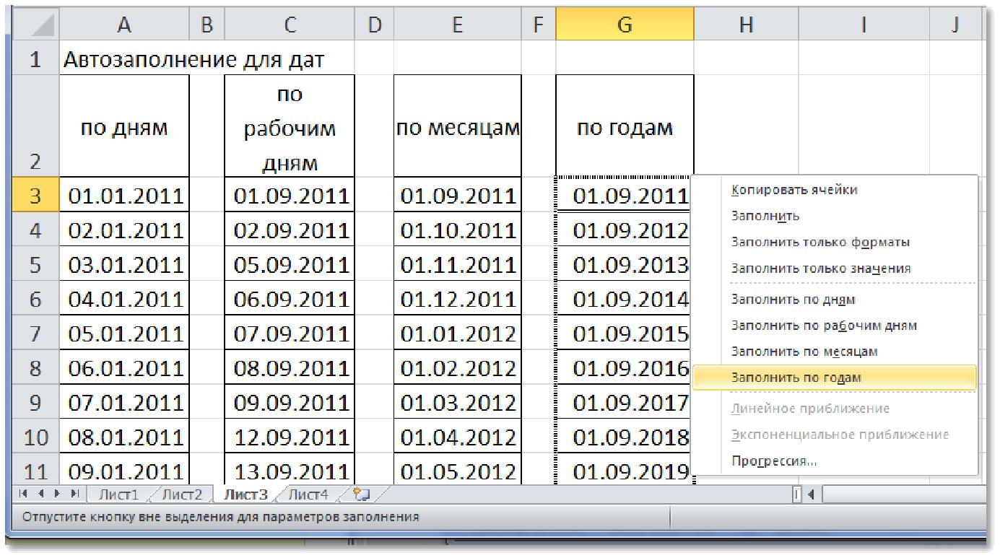 A B C D E F G H I J
1 Автозаполнение для дат
2 по дням по рабочим дням по месяцам по годам
3 01.01.2011 01.09.2011 01.09.2011 01.09.2011
4 02.01.2011 02.09.2011 01.10.2011 01.09.2012
5 03.01.2011 05.09.2011 01.11.2011 01.09.2013
6 04.01.2011 06.09.2011 01.12.2011 01.09.2014
7 05.01.2011 07.09.2011 01.01.2012 01.09.2015
8 06.01.2011 08.09.2011 01.02.2012 01.09.2016
9 07.01.2011 09.09.2011 01.03.2012 01.09.2017
10 08.01.2011 12.09.2011 01.04.2012 01.09.2018
11 09.01.2011 13.09.2011 01.05.2012 01.09.2019
Копировать ячейки
Заполнить
Заполнить только форматы
Заполнить только значения
Заполнить по дням
Заполнить по рабочим дням
Заполнить по месяцам
Заполнить по годам
Линейное приближение
Экспоненциальное приближение
Прогрессия...
Лист1 Лист2 Лист3 Лист4
Отпустите кнопку вне выделения для параметров заполнения